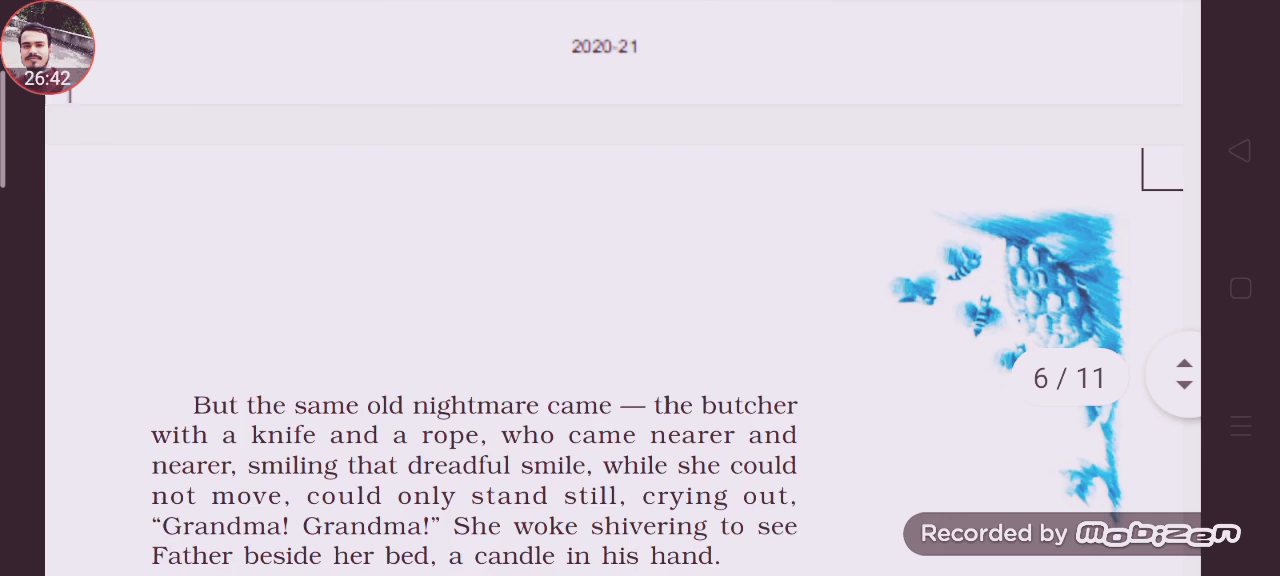 2020-21
26:42
6 / 11
But the same old nightmare came — the butcher
with a knife and a rope, who came nearer and
nearer, smiling that dreadful smile, while she could
not move, could only stand still, crying out,
“Grandma! Grandma!” She woke shivering to see
Father beside her bed, a candle in his hand.
Recorded by mobizen